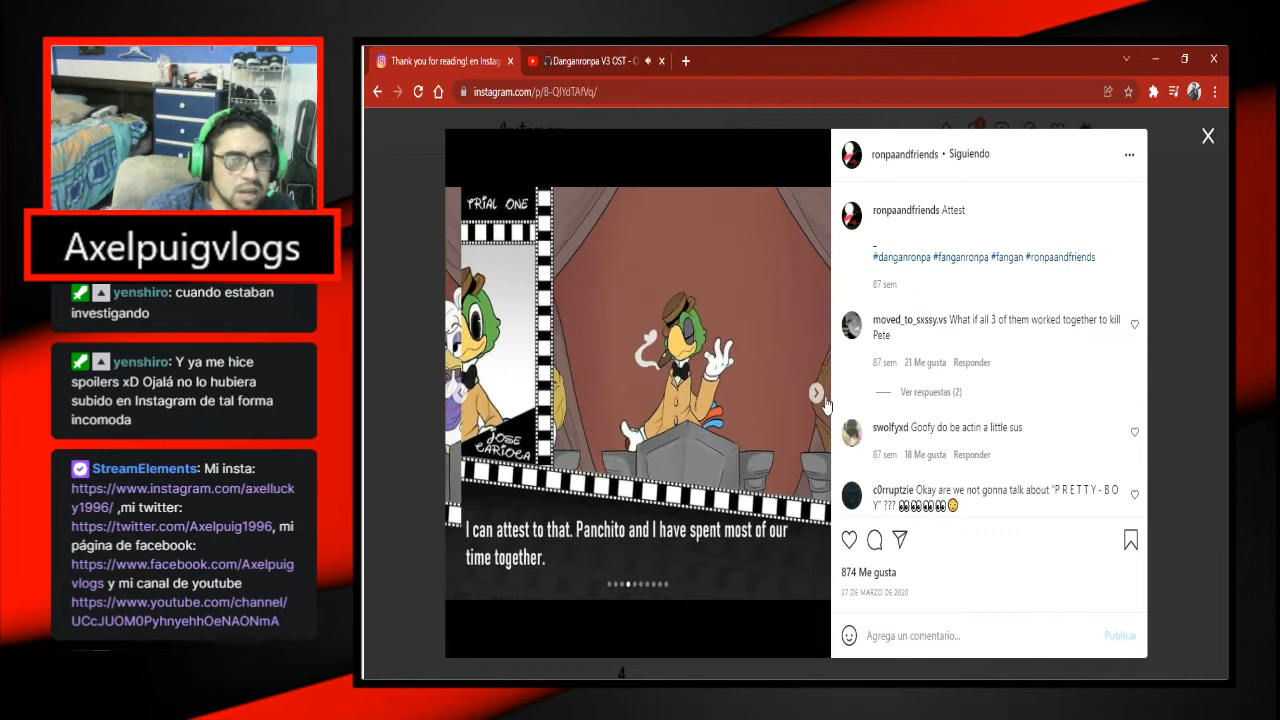 Axelpuigvlogs
yenshiro: cuando estaban
investigando
yenshiro: Y ya me hice
spoilers xD Ojalá no lo hubiera
subido en Instagram de tal forma
incomoda
StreamElements: Mi insta:
https://www.instagram.com/axelluck
y1996/ ,mi twitter:
https://twitter.com/Axelpuig1996, mi
página de facebook:
https://www.facebook.com/Axelpuig
vlogs y mi canal de youtube
https://www.youtube.com/channel/
UCcJUOM0PyhnyehhOeNAONmA
Thank you for reading! en Instag
Danganronpa V3 OST - C
instagram.com/p/B-QIYdTAfVq/
TRIAL ONE
JOSE
CARIOCA
I can attest to that. Panchito and I have spent most of our
time together.
ronpaandfriends • Siguiendo
ronpaandfriends Attest
_
#danganronpa #fanganronpa #fangan #ronpaandfriends
87 sem
moved_to_sxssy.vs What if all 3 of them worked together to kill
Pete
87 sem 21 Me gusta Responder
Ver respuestas (2)
swolfyxd Goofy do be actin a little sus
87 sem 18 Me gusta Responder
c0rruptzie Okay are we not gonna talk about "P R E T T Y - B O
Y" ??? 👀👀👀👀😳
874 Me gusta
27 DE MARZO DE 2020
Agrega un comentario...
Publicar
4